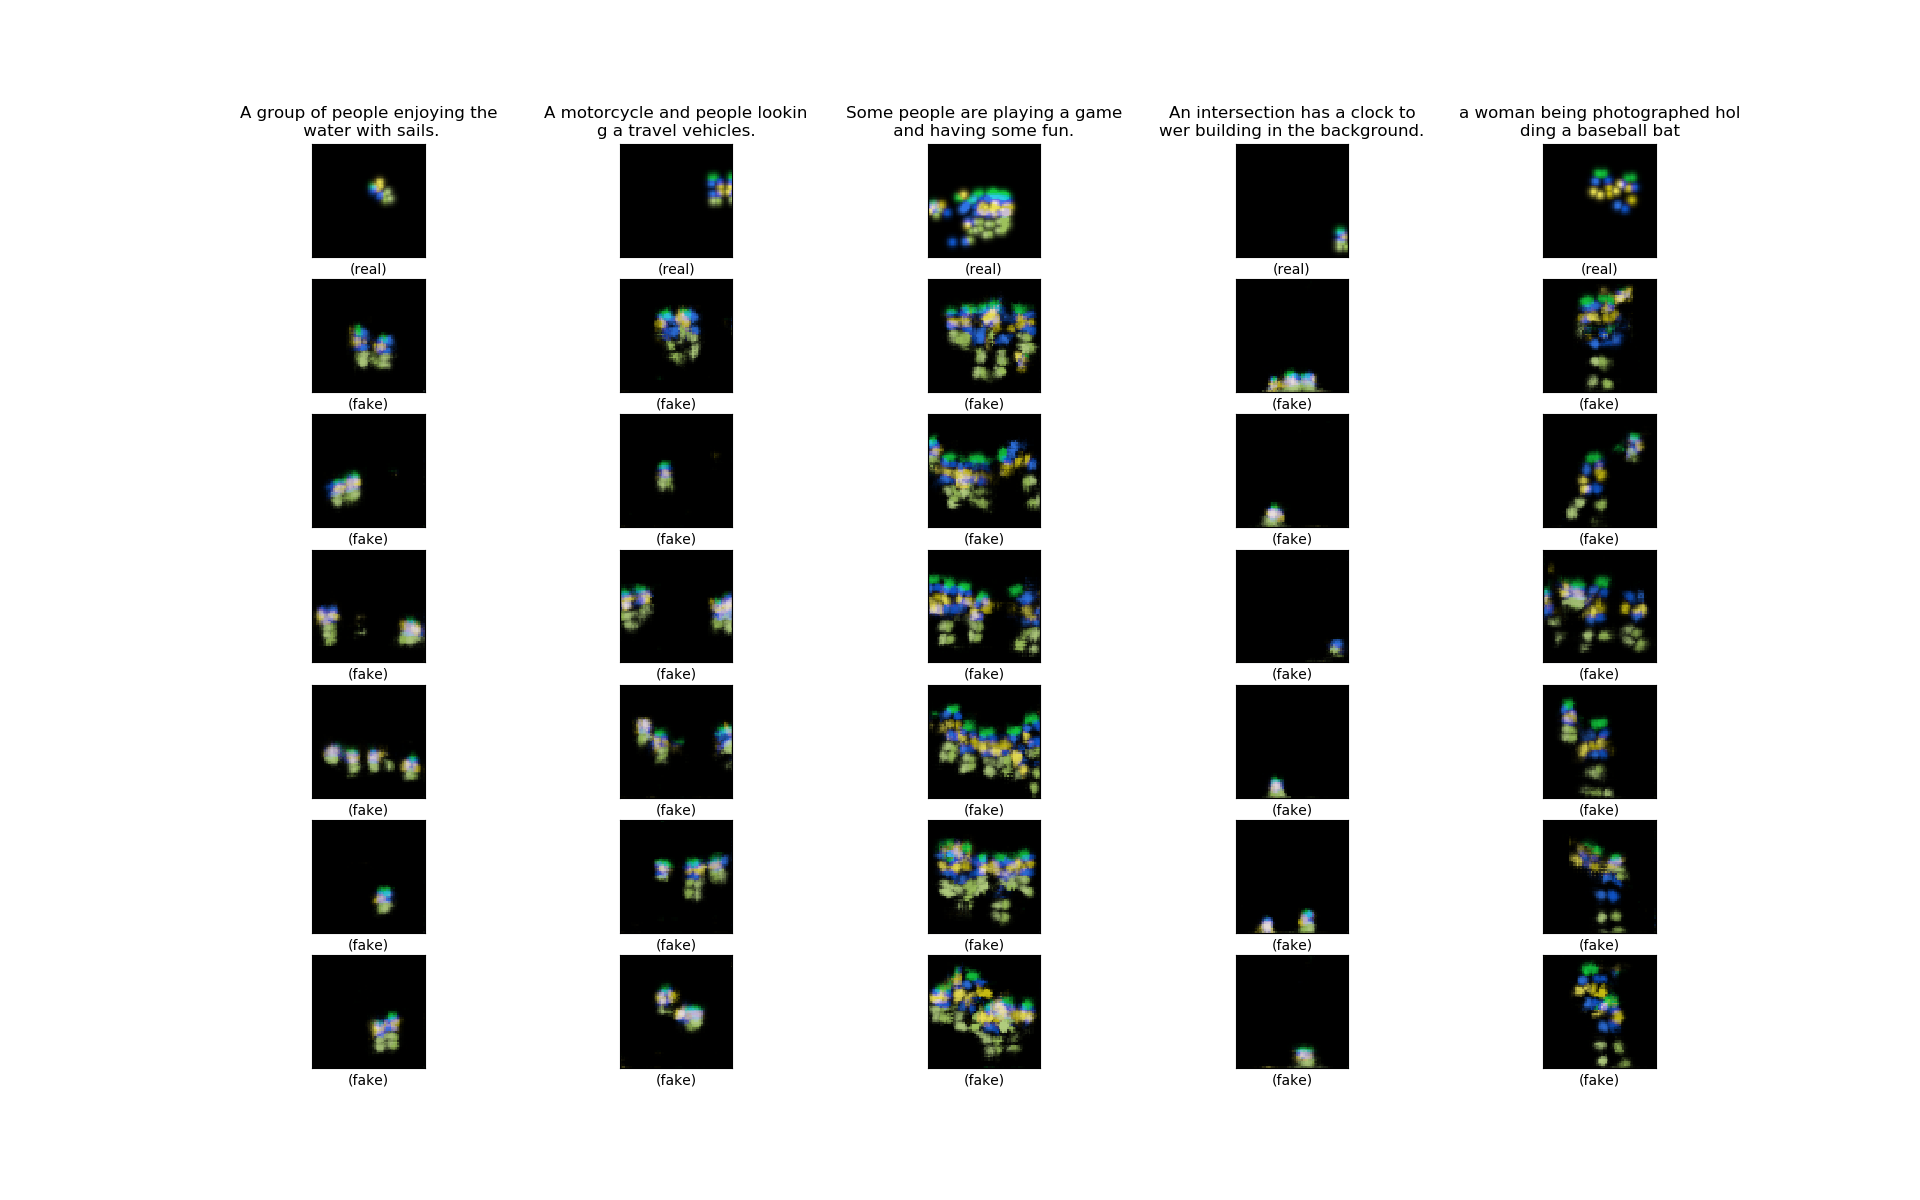 A group of people enjoying the
water with sails.
A motorcycle and people lookin
g a travel vehicles.
Some people are playing a game
and having some fun.
An intersection has a clock to
wer building in the background.
a woman being photographed hol
ding a baseball bat
(real) (real) (real) (real) (real)
(fake) (fake) (fake) (fake) (fake)
(fake) (fake) (fake) (fake) (fake)
(fake) (fake) (fake) (fake) (fake)
(fake) (fake) (fake) (fake) (fake)
(fake) (fake) (fake) (fake) (fake)
(fake) (fake) (fake) (fake) (fake)